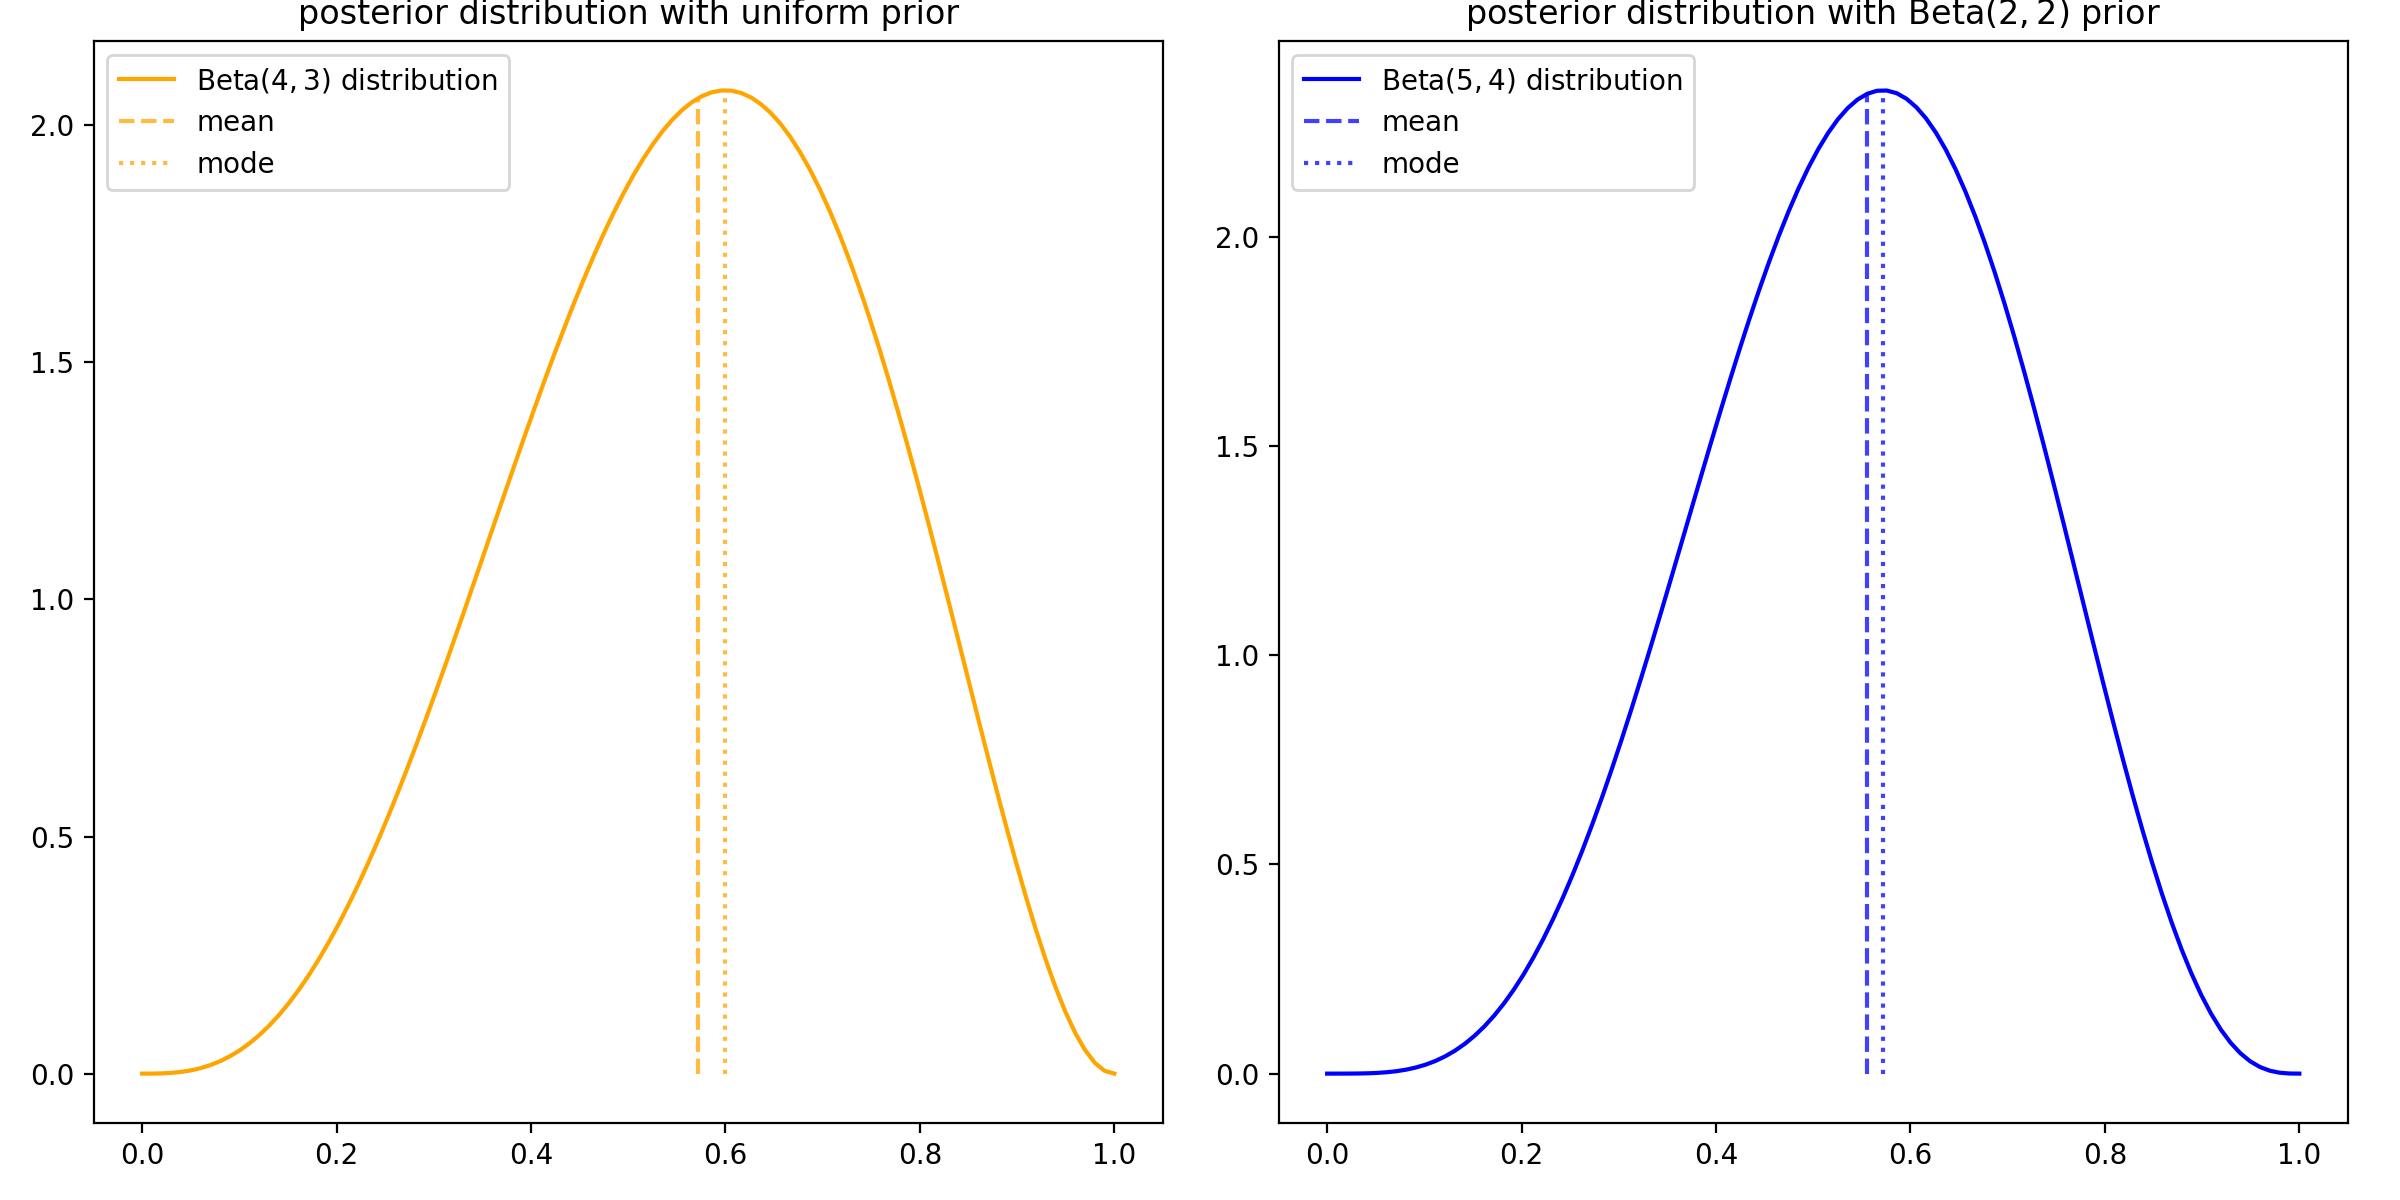 posterior distribution with uniform prior
Beta(4, 3) distribution
mean
mode
2.0
1.5
1.0
0.5
0.0
0.0 0.2 0.4 0.6 0.8 1.0
posterior distribution with Beta(2, 2) prior
Beta(5, 4) distribution
mean
mode
2.0
1.5
1.0
0.5
0.0
0.0 0.2 0.4 0.6 0.8 1.0